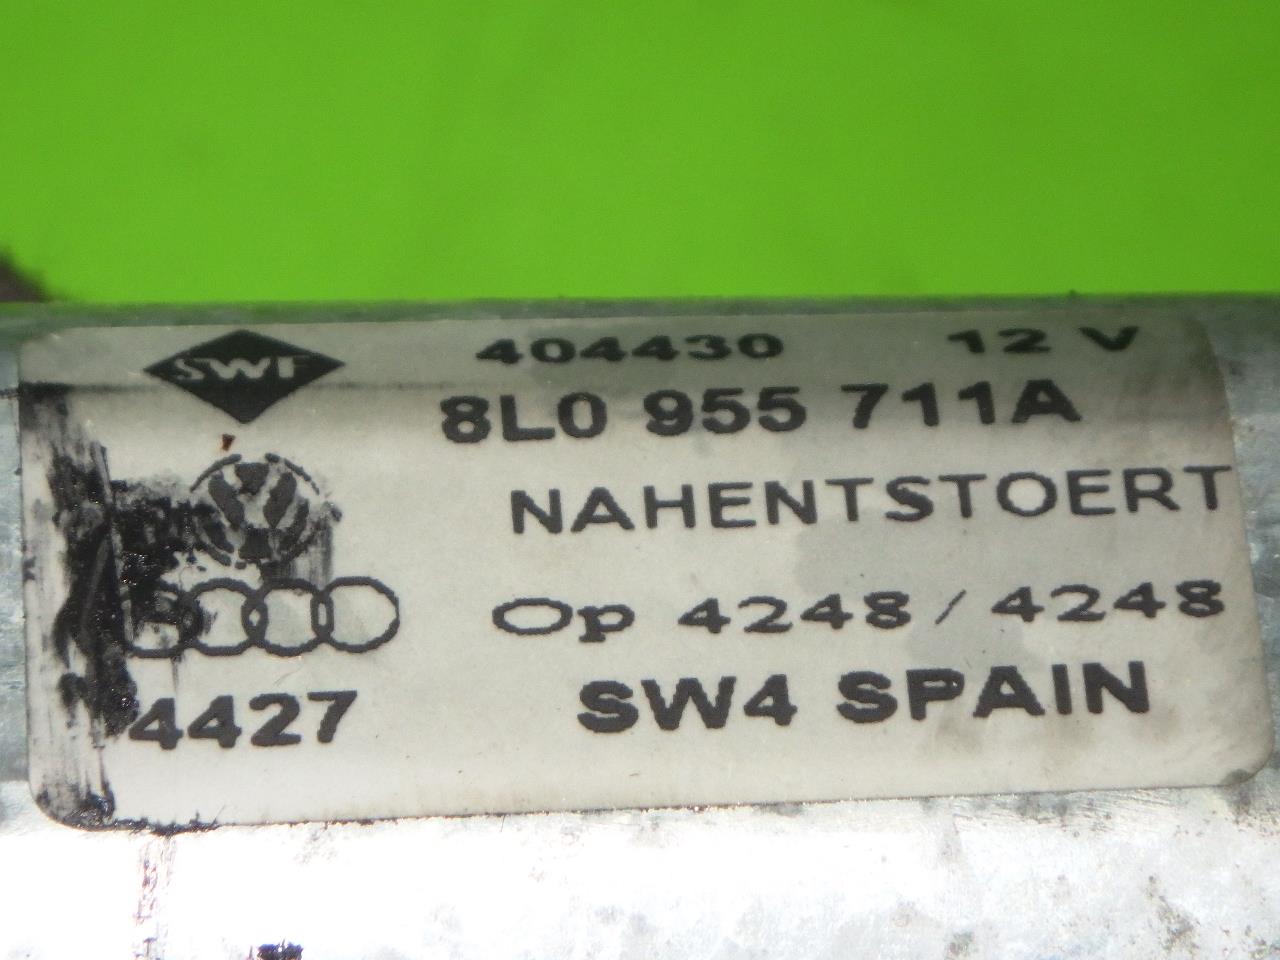 SWF 404430 12 V
8L0 955 711A
NAHENTSTOERT
Op 4248 / 4248
4427 SW4 SPAIN